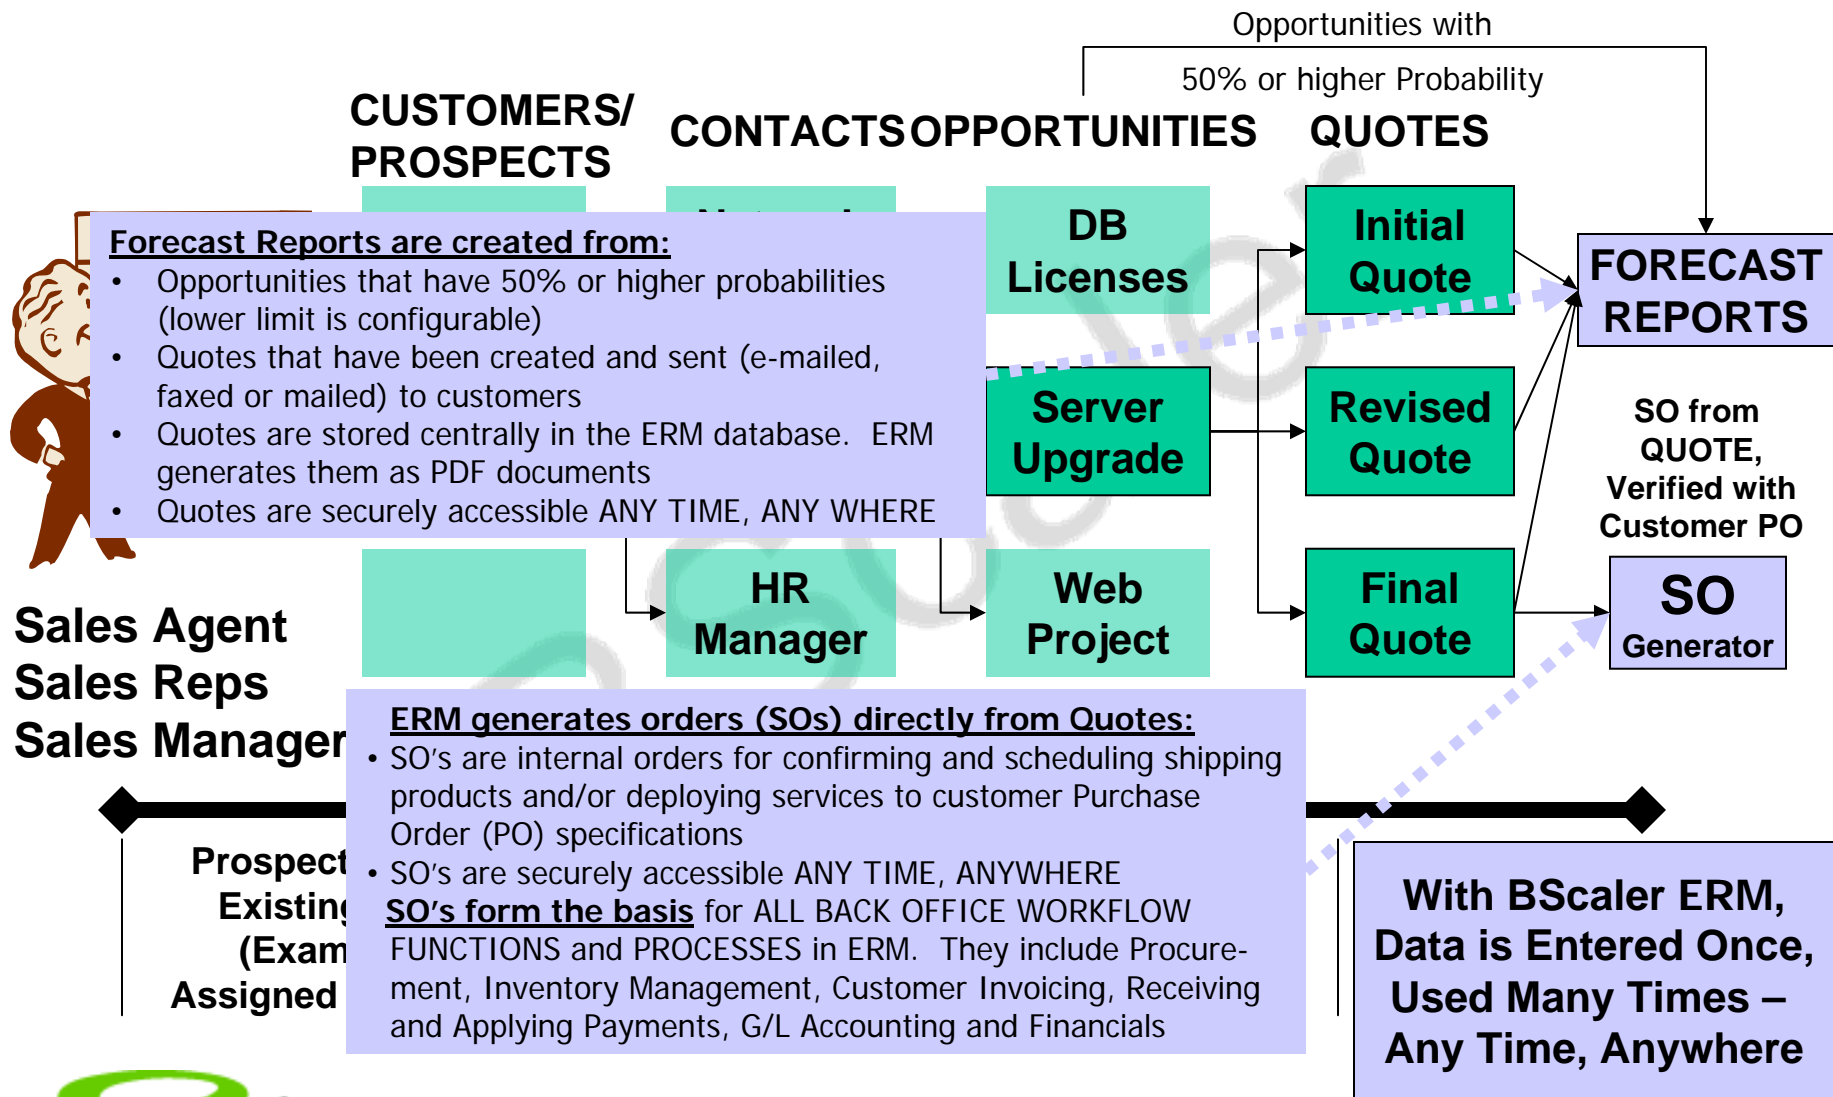 Opportunities with
50% or higher Probability
CUSTOMERS/
PROSPECTS
CONTACTS
OPPORTUNITIES
QUOTES
DB
Licenses
Initial
Quote
FORECAST
REPORTS
Forecast Reports are created from:
• Opportunities that have 50% or higher probabilities
(lower limit is configurable)
• Quotes that have been created and sent (e-mailed,
faxed or mailed) to customers
• Quotes are stored centrally in the ERM database.  ERM
generates them as PDF documents
• Quotes are securely accessible ANY TIME, ANY WHERE
Server
Upgrade
Revised
Quote
SO from
QUOTE,
Verified with
Customer PO
HR
Manager
Web
Project
Final
Quote
SO
Generator
Sales Agent
Sales Reps
Sales Manager
ERM generates orders (SOs) directly from Quotes:
• SO's are internal orders for confirming and scheduling shipping
products and/or deploying services to customer Purchase
Order (PO) specifications
• SO's are securely accessible ANY TIME, ANYWHERE
SO's form the basis for ALL BACK OFFICE WORKFLOW
FUNCTIONS and PROCESSES in ERM.  They include Procure-
ment, Inventory Management, Customer Invoicing, Receiving
and Applying Payments, G/L Accounting and Financials
Prospect
Existing
(Exam
Assigned
With BScaler ERM,
Data is Entered Once,
Used Many Times –
Any Time, Anywhere